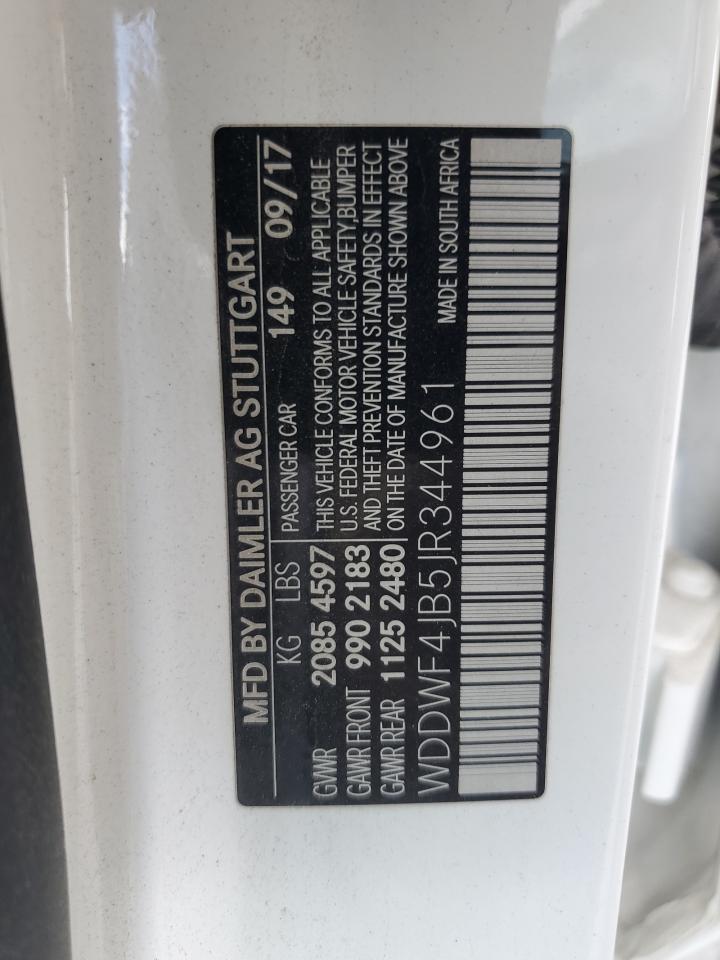 MFD BY DAIMLER AG STUTTGART
KG LBS PASSENGER CAR 149 09/17
GVWR 2085 4597 THIS VEHICLE CONFORMS TO ALL APPLICABLE
GAWR FRONT 990 2183 U.S. FEDERAL MOTOR VEHICLE SAFETY, BUMPER
GAWR REAR 1125 2480 AND THEFT PREVENTION STANDARDS IN EFFECT
ON THE DATE OF MANUFACTURE SHOWN ABOVE
WDDWF4JB5JR344961 MADE IN SOUTH AFRICA